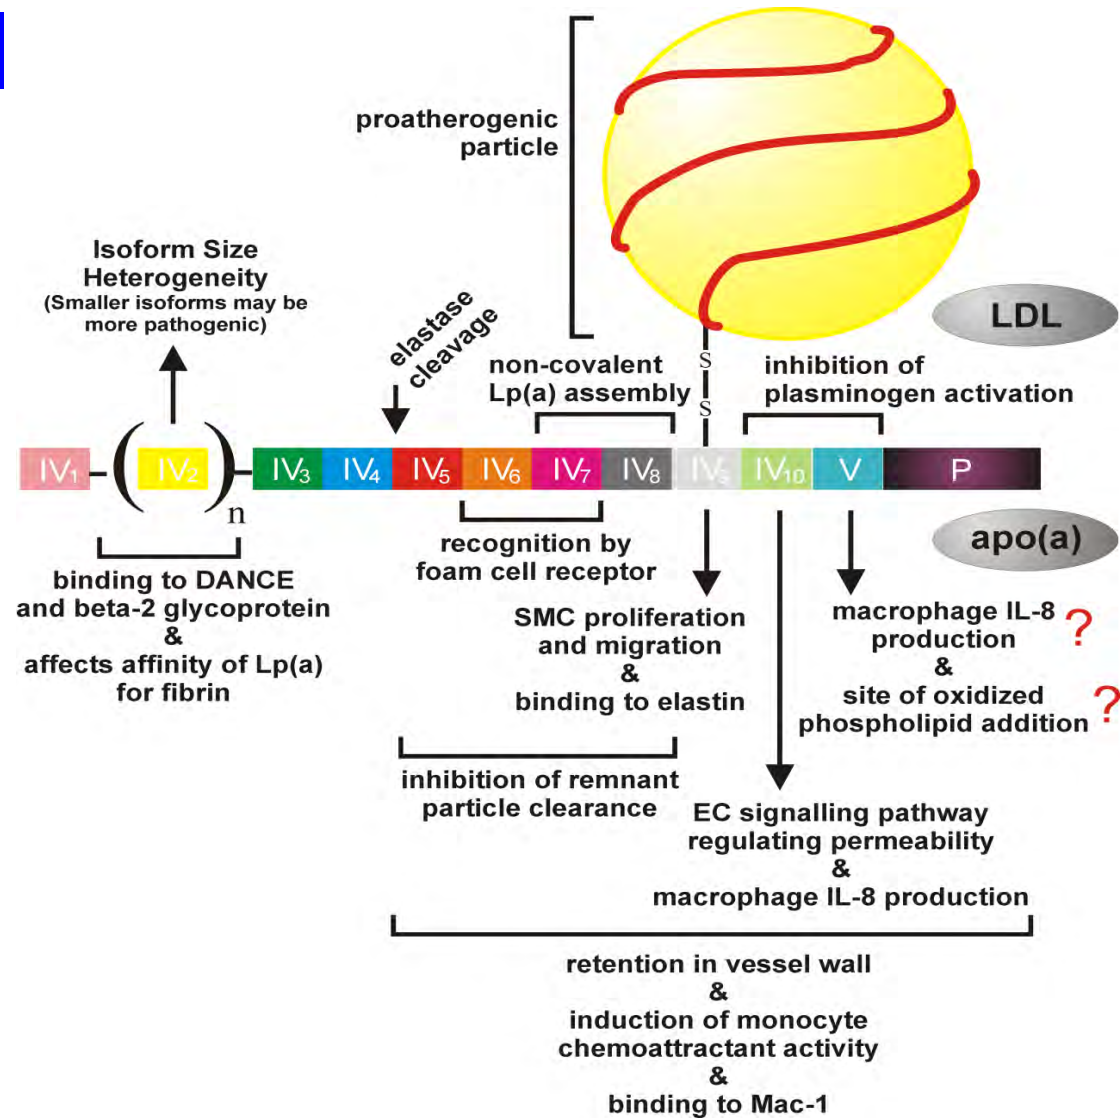 proatherogenic
particle
Isoform Size
Heterogeneity
(Smaller isoforms may be
more pathogenic)
elastase
cleavage
LDL
S
S
non-covalent
Lp(a) assembly
inhibition of
plasminogen activation
IV1
IV2
n
IV3
IV4
IV5
IV6
IV7
IV8
IV9
IV10
V
P
apo(a)
binding to DANCE
and beta-2 glycoprotein
&
affects affinity of Lp(a)
for fibrin
recognition by
foam cell receptor
SMC proliferation
and migration
&
binding to elastin
macrophage IL-8 ?
production
&
site of oxidized
phospholipid addition ?
inhibition of remnant
particle clearance
EC signalling pathway
regulating permeability
&
macrophage IL-8 production
retention in vessel wall
&
induction of monocyte
chemoattractant activity
&
binding to Mac-1